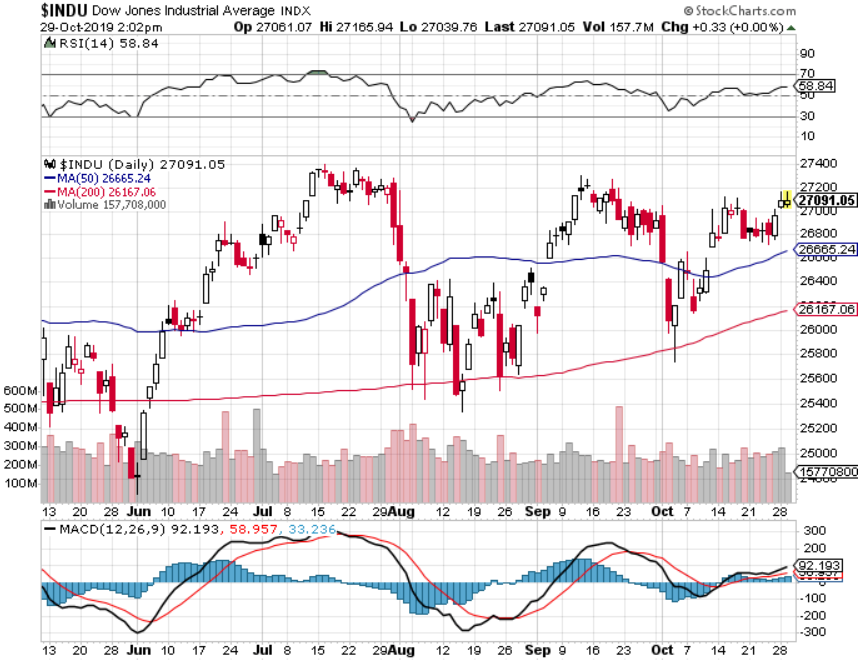 $INDU Dow Jones Industrial Average INDX © StockCharts.com
29-Oct-2019 2:02pm Op 27061.07 Hi 27165.94 Lo 27039.76 Last 27091.05 Vol 157.7M Chg +0.33 (+0.00%)
RSI(14) 58.84
90
70
58.84
50
30
10
$INDU (Daily) 27091.05
MA(50) 26665.24
MA(200) 26167.06
Volume 157,708,000
27400
27200
27091.05
27000
26800
26665.24
26400
26167.06
26000
25800
25600
600M 25400
500M
400M 25200
300M 25000
200M
15770800
100M
13 20 28 Jun 10 17 24 Jul 8 15 22 29 Aug 12 19 26 Sep 9 16 23 Oct 7 14 21 28
MACD(12,26,9) 92.193, 58.957, 33.236
300
200
92.193
-100
-200
-300
13 20 28 Jun 10 17 24 Jul 8 15 22 29 Aug 12 19 26 Sep 9 16 23 Oct 7 14 21 28